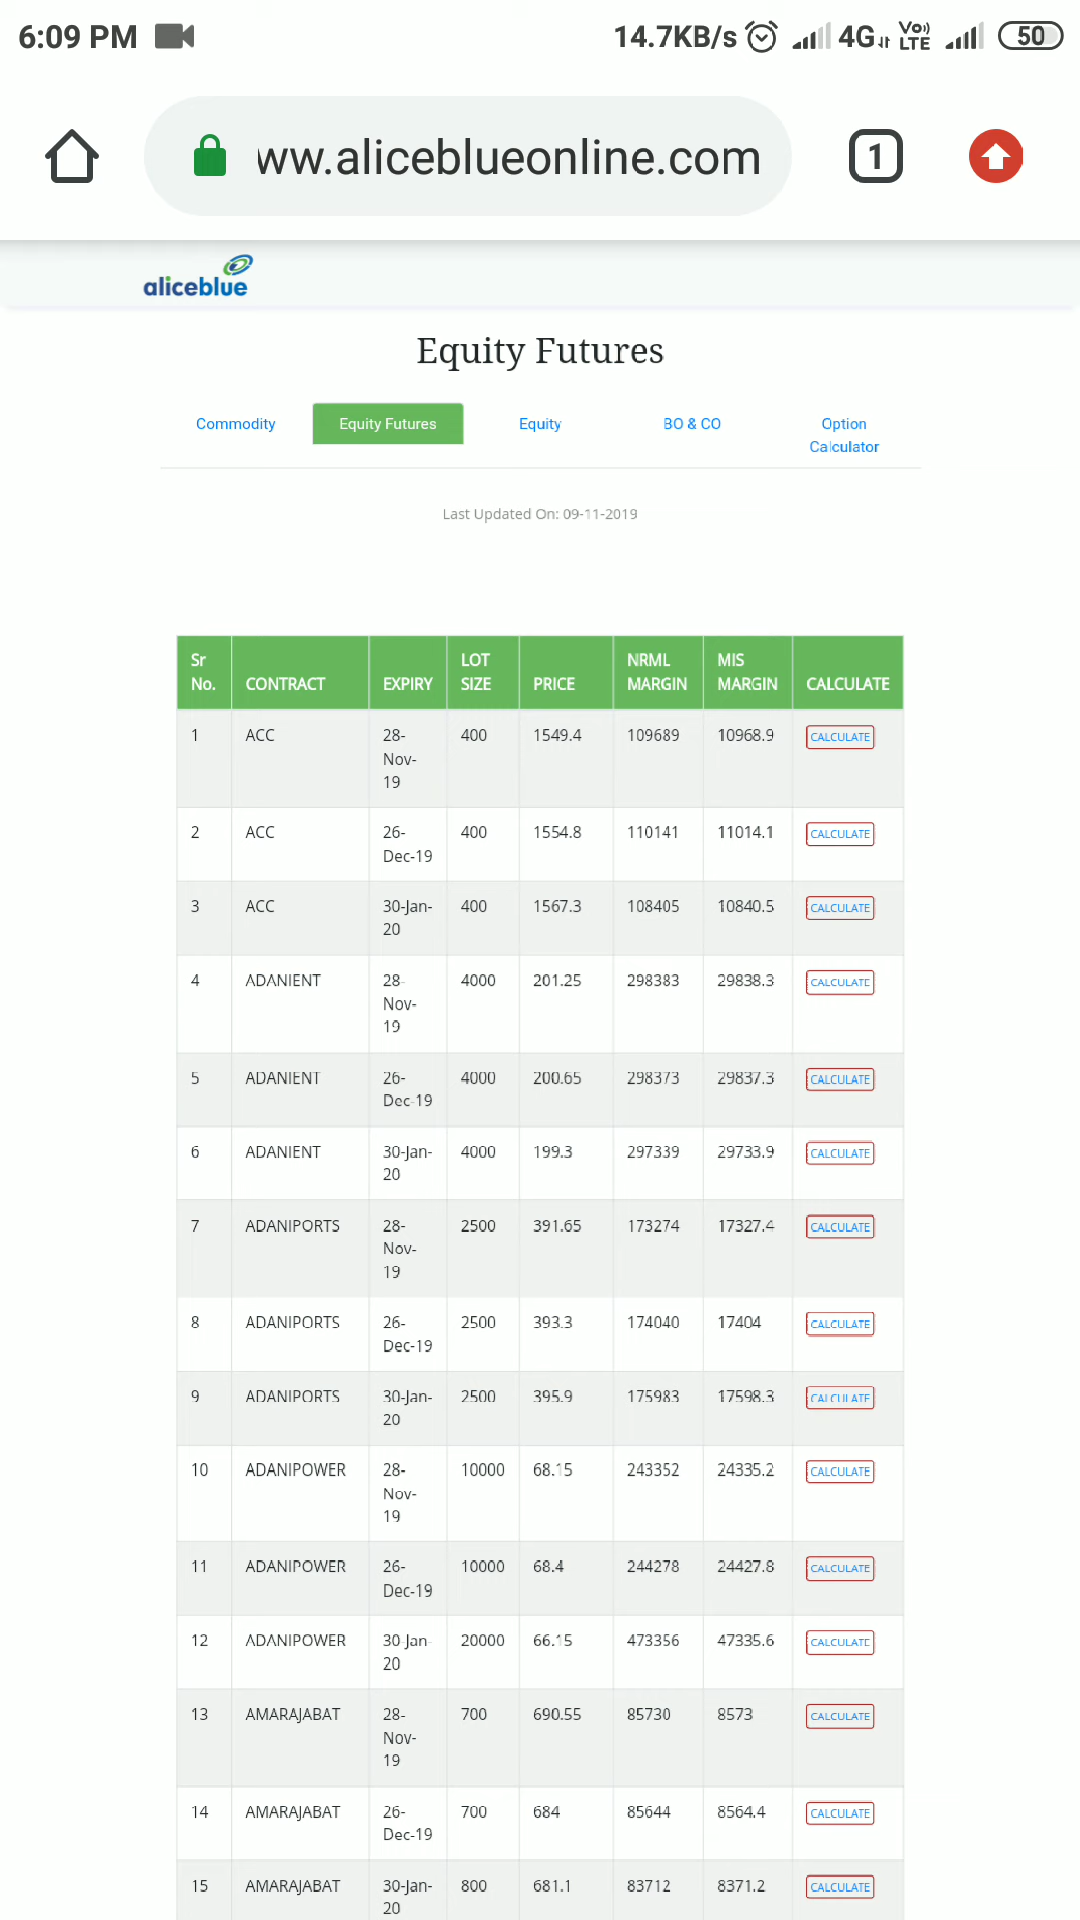 6:09 PM 14.7KB/s 4G Vo)) LTE 50
ww.aliceblueonline.com 1
aliceblue
Equity Futures
Commodity Equity Futures Equity BO & CO Option
Calculator
Last Updated On: 09-11-2019
Sr LOT NRML MIS
No. CONTRACT EXPIRY SIZE PRICE MARGIN MARGIN CALCULATE
1 ACC 28- 400 1549.4 109689 10968.9 CALCULATE
Nov-
19
2 ACC 26- 400 1554.8 110141 11014.1 CALCULATE
Dec-19
3 ACC 30-Jan- 400 1567.3 108405 10840.5 CALCULATE
20
4 ADANIENT 28- 4000 201.25 298383 29838.3 CALCULATE
Nov-
19
5 ADANIENT 26- 4000 200.65 298373 29837.3 CALCULATE
Dec-19
6 ADANIENT 30-Jan- 4000 199.3 297339 29733.9 CALCULATE
20
7 ADANIPORTS 28- 2500 391.65 173274 17327.4 CALCULATE
Nov-
19
8 ADANIPORTS 26- 2500 393.3 174040 17404 CALCULATE
Dec-19
9 ADANIPORTS 30-Jan- 2500 395.9 175983 17598.3 CALCULATE
20
10 ADANIPOWER 28- 10000 68.15 243352 24335.2 CALCULATE
Nov-
19
11 ADANIPOWER 26- 10000 68.4 244278 24427.8 CALCULATE
Dec-19
12 ADANIPOWER 30-Jan- 20000 66.15 473356 47335.6 CALCULATE
20
13 AMARAJABAT 28- 700 690.55 85730 8573 CALCULATE
Nov-
19
14 AMARAJABAT 26- 700 684 85644 8564.4 CALCULATE
Dec-19
15 AMARAJABAT 30-Jan- 800 681.1 83712 8371.2 CALCULATE
20